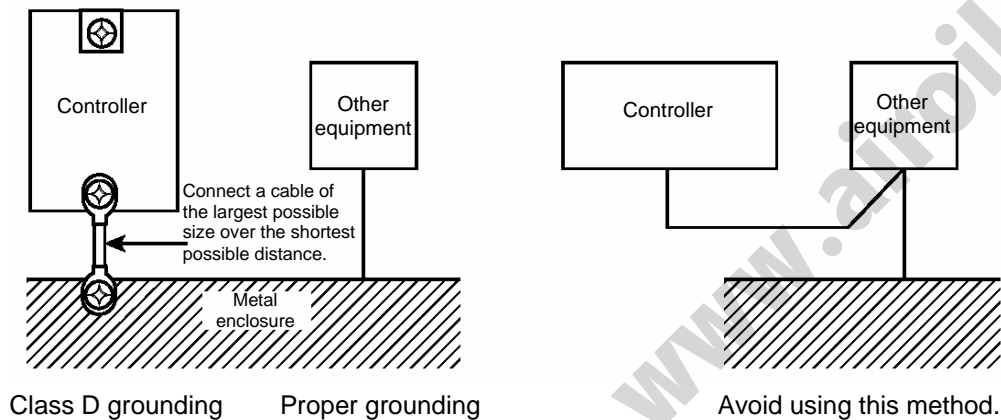 Controller
Other
equipment
Connect a cable of
the largest possible
size over the shortest
possible distance.
Metal
enclosure
Class D grounding
Proper grounding
Controller
Other
equipment
Avoid using this method.
www.airoil